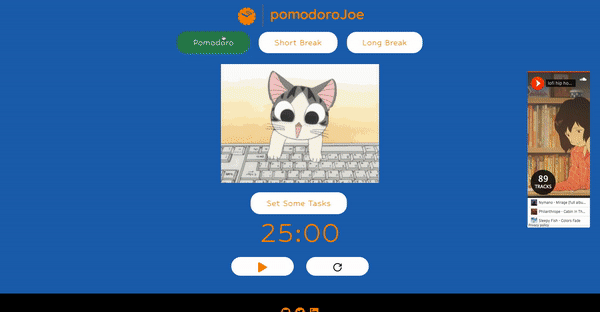 pomodoroJoe
Pomodoro
Short Break
Long Break
lofi hip ho...
89
TRACKS
Nymano - Mirage (full albu...
Philanthrope - Cabin in Th...
Sleepy Fish - Colors Fade
Privacy policy
Set Some Tasks
25:00